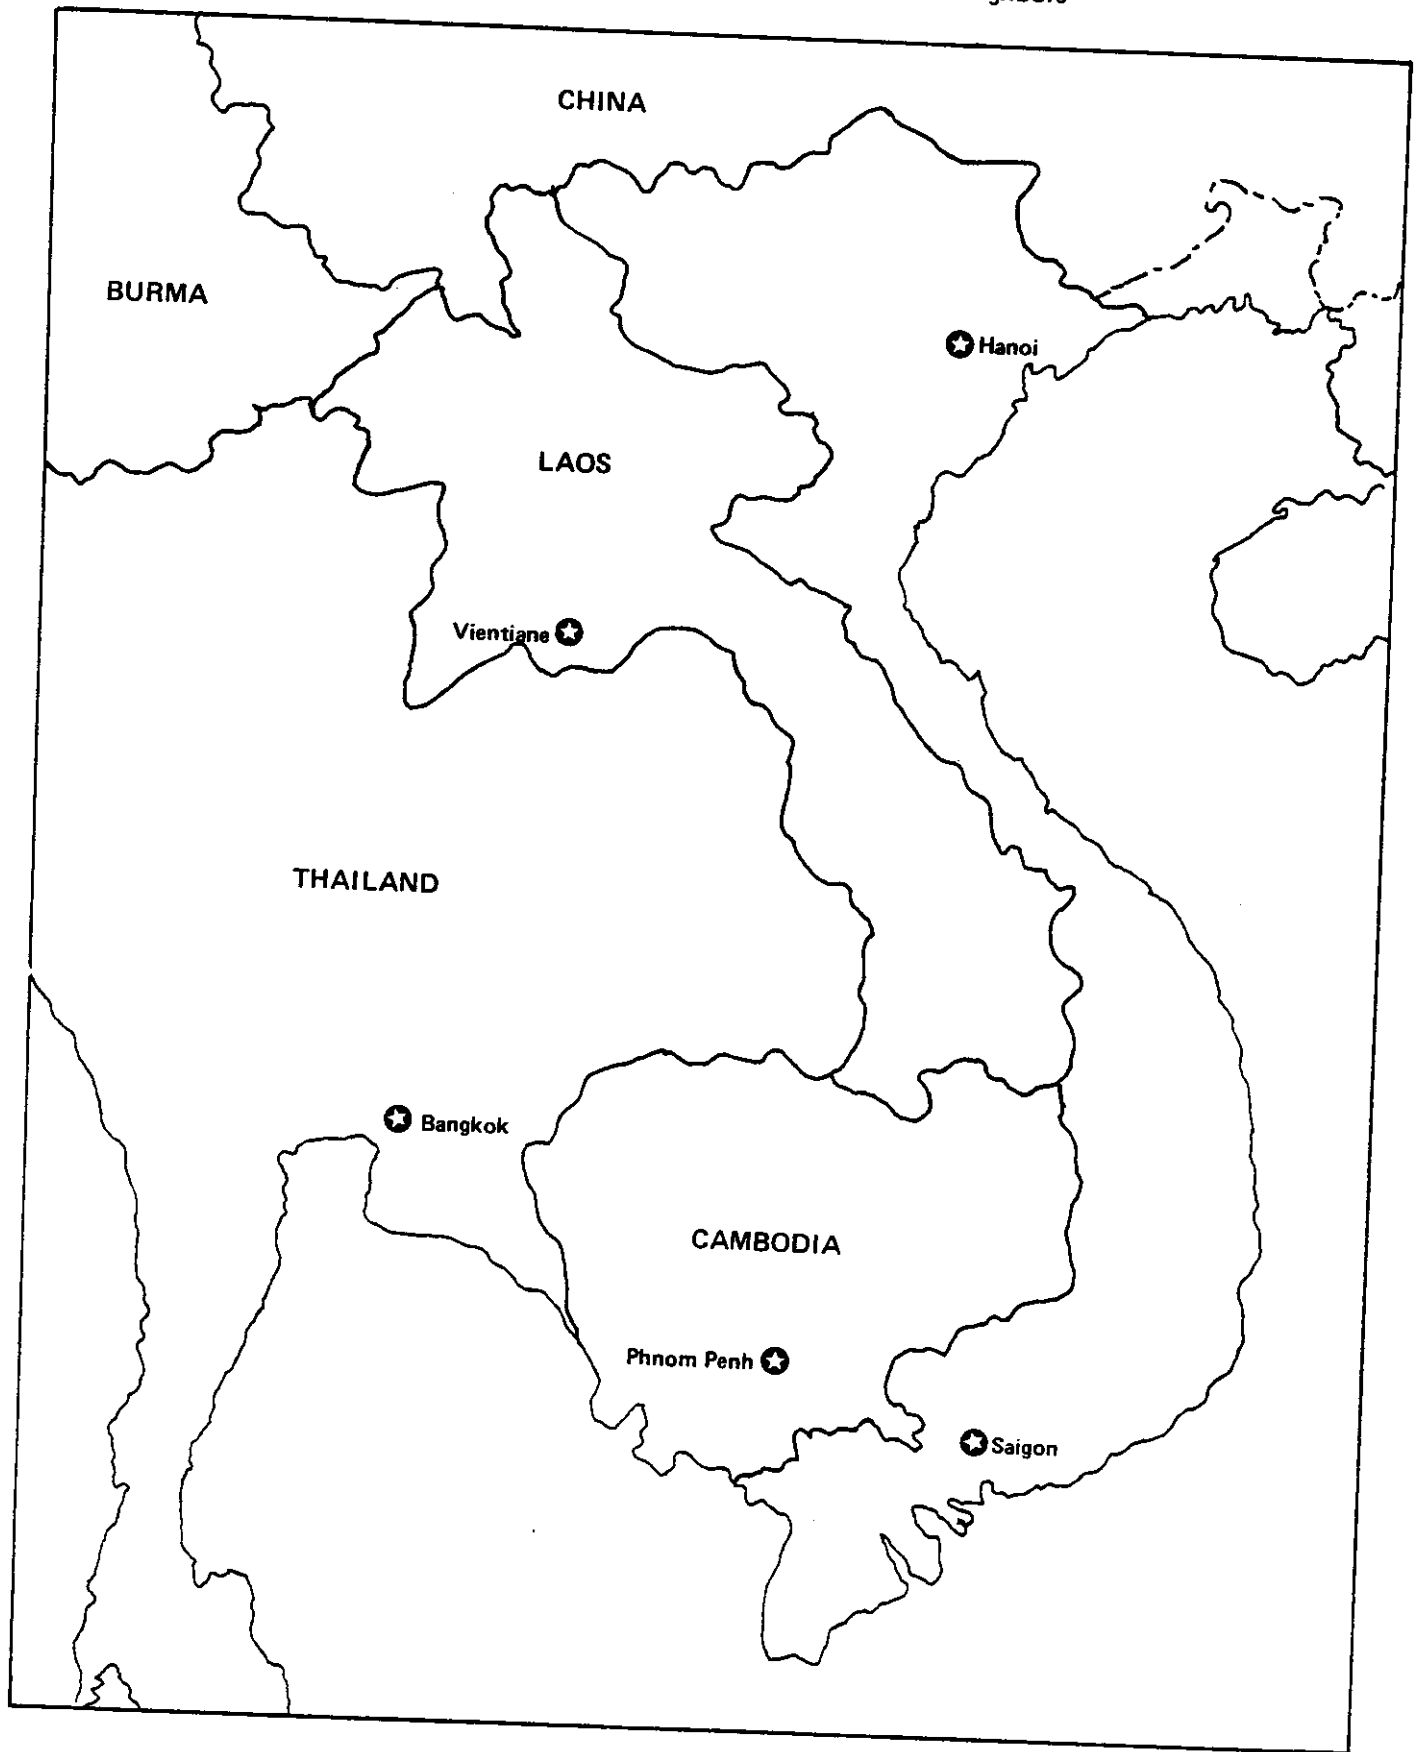 CHINA
BURMA
Hanoi
LAOS
Vientiane
THAILAND
Bangkok
CAMBODIA
Phnom Penh
Saigon